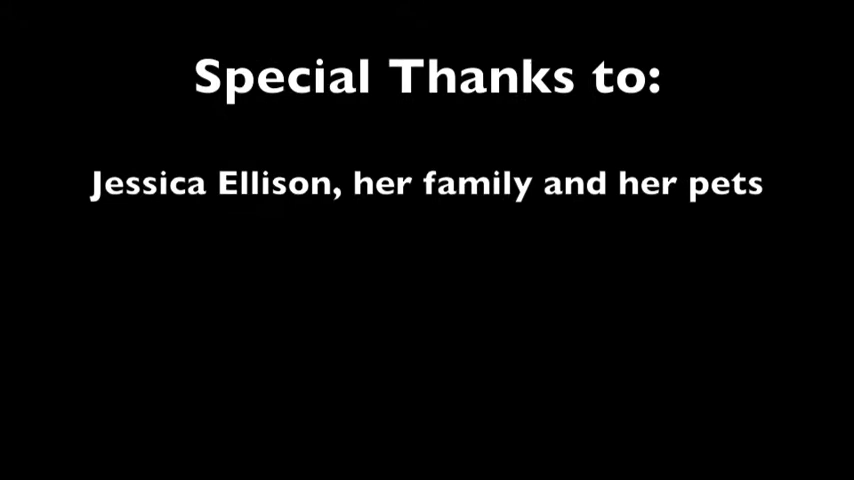 Special Thanks to:
Jessica Ellison, her family and her pets